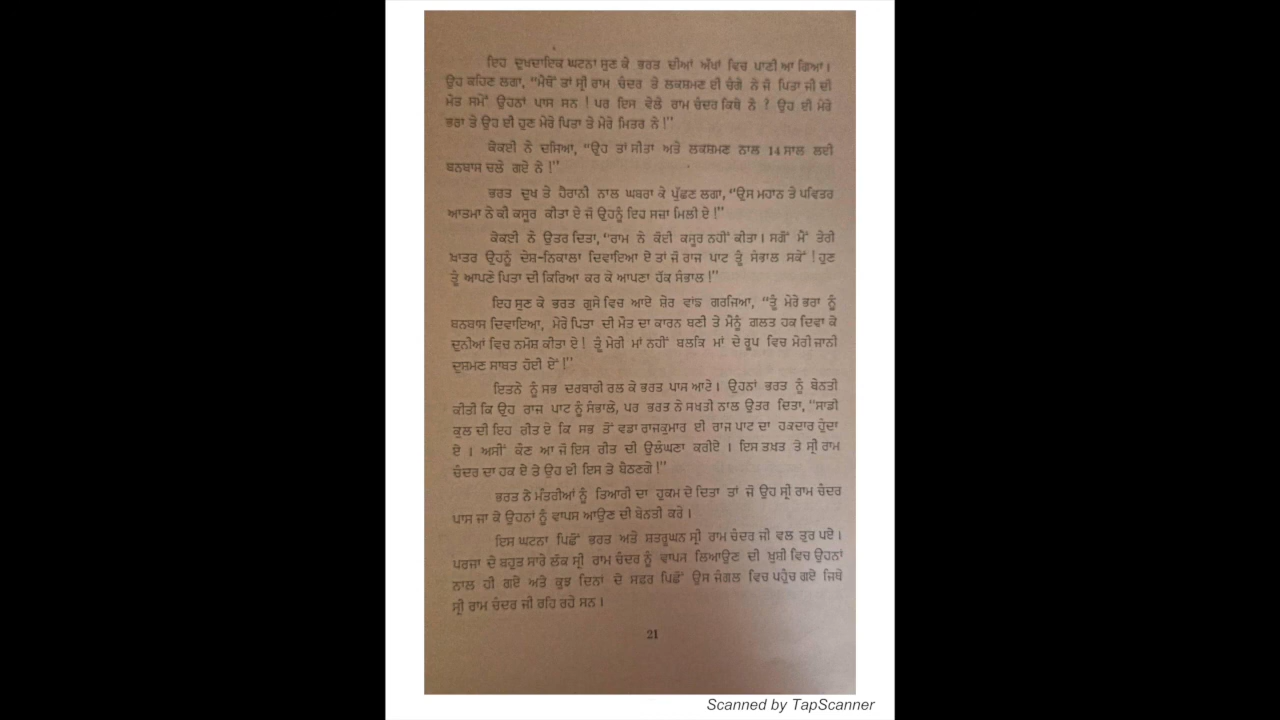 ਇਹ ਦੁਖਦਾਇਕ ਘਟਨਾ ਸੁਣ ਕੇ ਭਰਤ ਦੀਆਂ ਅੱਖਾਂ ਵਿਚ ਪਾਣੀ ਆ ਗਿਆ।
ਉਹ ਕਹਿਣ ਲਗਾ, “ਮੈਥੋਂ ਤਾਂ ਸ੍ਰੀ ਰਾਮ ਚੰਦਰ ਤੇ ਲਕਸ਼ਮਣ ਈ ਚੰਗੇ ਨੇ ਜੋ ਪਿਤਾ ਜੀ ਦੀ
ਮੌਤ ਸਮੇਂ ਉਹਨਾਂ ਪਾਸ ਸਨ ! ਪਰ ਇਸ ਵੇਲੇ ਰਾਮ ਚੰਦਰ ਕਿਥੇ ਨੇ ? ਉਹ ਈ ਮੇਰੇ
ਭਰਾ ਤੇ ਉਹ ਈ ਹੁਣ ਮੇਰੇ ਪਿਤਾ ਤੇ ਮੇਰੇ ਮਿਤਰ ਨੇ !”
ਕੇਕਈ ਨੇ ਦਸਿਆ, “ਉਹ ਤਾਂ ਸੀਤਾ ਅਤੇ ਲਕਸ਼ਮਣ ਨਾਲ 14 ਸਾਲ ਲਈ
ਬਨਬਾਸ ਚਲੇ ਗਏ ਨੇ !”
ਭਰਤ ਦੁਖ ਤੇ ਹੈਰਾਨੀ ਨਾਲ ਘਬਰਾ ਕੇ ਪੁੱਛਣ ਲਗਾ, “ਉਸ ਮਹਾਨ ਤੇ ਪਵਿਤਰ
ਆਤਮਾ ਨੇ ਕੀ ਕਸੂਰ ਕੀਤਾ ਏ ਜੋ ਉਹਨੂੰ ਇਹ ਸਜ਼ਾ ਮਿਲੀ ਏ !”
ਕੇਕਈ ਨੇ ਉਤਰ ਦਿਤਾ, “ਰਾਮ ਨੇ ਕੋਈ ਕਸੂਰ ਨਹੀਂ ਕੀਤਾ। ਸਗੋਂ ਮੈਂ ਤੇਰੀ
ਖ਼ਾਤਰ ਉਹਨੂੰ ਦੇਸ਼-ਨਿਕਾਲਾ ਦਿਵਾਇਆ ਏ ਤਾਂ ਜੋ ਰਾਜ ਪਾਟ ਤੂੰ ਸੰਭਾਲ ਸਕੇਂ ! ਹੁਣ
ਤੂੰ ਆਪਣੇ ਪਿਤਾ ਦੀ ਕਿਰਿਆ ਕਰ ਕੇ ਆਪਣਾ ਹੱਕ ਸੰਭਾਲ !”
ਇਹ ਸੁਣ ਕੇ ਭਰਤ ਗੁਸੇ ਵਿਚ ਆਏ ਸ਼ੇਰ ਵਾਂਙ ਗਰਜਿਆ, “ਤੂੰ ਮੇਰੇ ਭਰਾ ਨੂੰ
ਬਨਬਾਸ ਦਿਵਾਇਆ, ਮੇਰੇ ਪਿਤਾ ਦੀ ਮੌਤ ਦਾ ਕਾਰਨ ਬਣੀ ਤੇ ਮੈਨੂੰ ਗਲਤ ਹਕ ਦਿਵਾ ਕੇ
ਦੁਨੀਆਂ ਵਿਚ ਨਮੋਸ਼ ਕੀਤਾ ਏ ! ਤੂੰ ਮੇਰੀ ਮਾਂ ਨਹੀਂ ਬਲਕਿ ਮਾਂ ਦੇ ਰੂਪ ਵਿਚ ਮੇਰੀ ਜਾਨੀ
ਦੁਸ਼ਮਣ ਸਾਬਤ ਹੋਈ ਏਂ !”
ਇਤਨੇ ਨੂੰ ਸਭ ਦਰਬਾਰੀ ਰਲ ਕੇ ਭਰਤ ਪਾਸ ਆਏ। ਉਹਨਾਂ ਭਰਤ ਨੂੰ ਬੇਨਤੀ
ਕੀਤੀ ਕਿ ਉਹ ਰਾਜ ਪਾਟ ਨੂੰ ਸੰਭਾਲੇ, ਪਰ ਭਰਤ ਨੇ ਸਖ਼ਤੀ ਨਾਲ ਉਤਰ ਦਿਤਾ, “ਸਾਡੀ
ਕੁਲ ਦੀ ਇਹ ਰੀਤ ਏ ਕਿ ਸਭ ਤੋਂ ਵਡਾ ਰਾਜਕੁਮਾਰ ਈ ਰਾਜ ਪਾਟ ਦਾ ਹਕਦਾਰ ਹੁੰਦਾ
ਏ । ਅਸੀਂ ਕੌਣ ਆਂ ਜੋ ਇਸ ਰੀਤ ਦੀ ਉਲੰਘਣਾ ਕਰੀਏ । ਇਸ ਤਖ਼ਤ ਤੇ ਸ੍ਰੀ ਰਾਮ
ਚੰਦਰ ਦਾ ਹਕ ਏ ਤੇ ਉਹ ਈ ਇਸ ਤੇ ਬੈਠਣਗੇ !”
ਭਰਤ ਨੇ ਮੰਤਰੀਆਂ ਨੂੰ ਤਿਆਰੀ ਦਾ ਹੁਕਮ ਦੇ ਦਿਤਾ ਤਾਂ ਜੋ ਉਹ ਸ੍ਰੀ ਰਾਮ ਚੰਦਰ
ਪਾਸ ਜਾ ਕੇ ਉਹਨਾਂ ਨੂੰ ਵਾਪਸ ਆਉਣ ਦੀ ਬੇਨਤੀ ਕਰੇ ।
ਇਸ ਘਟਨਾ ਪਿਛੋਂ ਭਰਤ ਅਤੇ ਸ਼ਤਰੂਘਨ ਸ੍ਰੀ ਰਾਮ ਚੰਦਰ ਜੀ ਵਲ ਤੁਰ ਪਏ ।
ਪਰਜਾ ਦੇ ਬਹੁਤ ਸਾਰੇ ਲੋਕ ਸ੍ਰੀ ਰਾਮ ਚੰਦਰ ਨੂੰ ਵਾਪਸ ਲਿਆਉਣ ਦੀ ਖ਼ੁਸ਼ੀ ਵਿਚ ਉਹਨਾਂ
ਨਾਲ ਹੀ ਗਏ ਅਤੇ ਕੁਝ ਦਿਨਾਂ ਦੇ ਸਫ਼ਰ ਪਿਛੋਂ ਉਸ ਜੰਗਲ ਵਿਚ ਪਹੁੰਚ ਗਏ ਜਿਥੇ
ਸ੍ਰੀ ਰਾਮ ਚੰਦਰ ਜੀ ਰਹਿ ਰਹੇ ਸਨ ।
21
Scanned by TapScanner